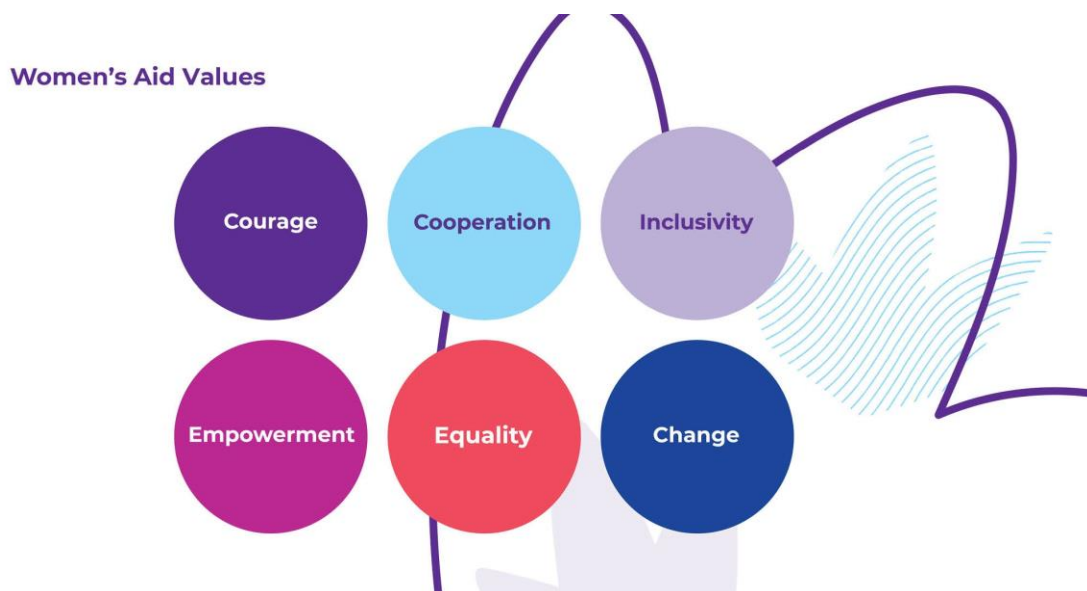 Women’s Aid Values
Courage
Cooperation
Inclusivity
Empowerment
Equality
Change